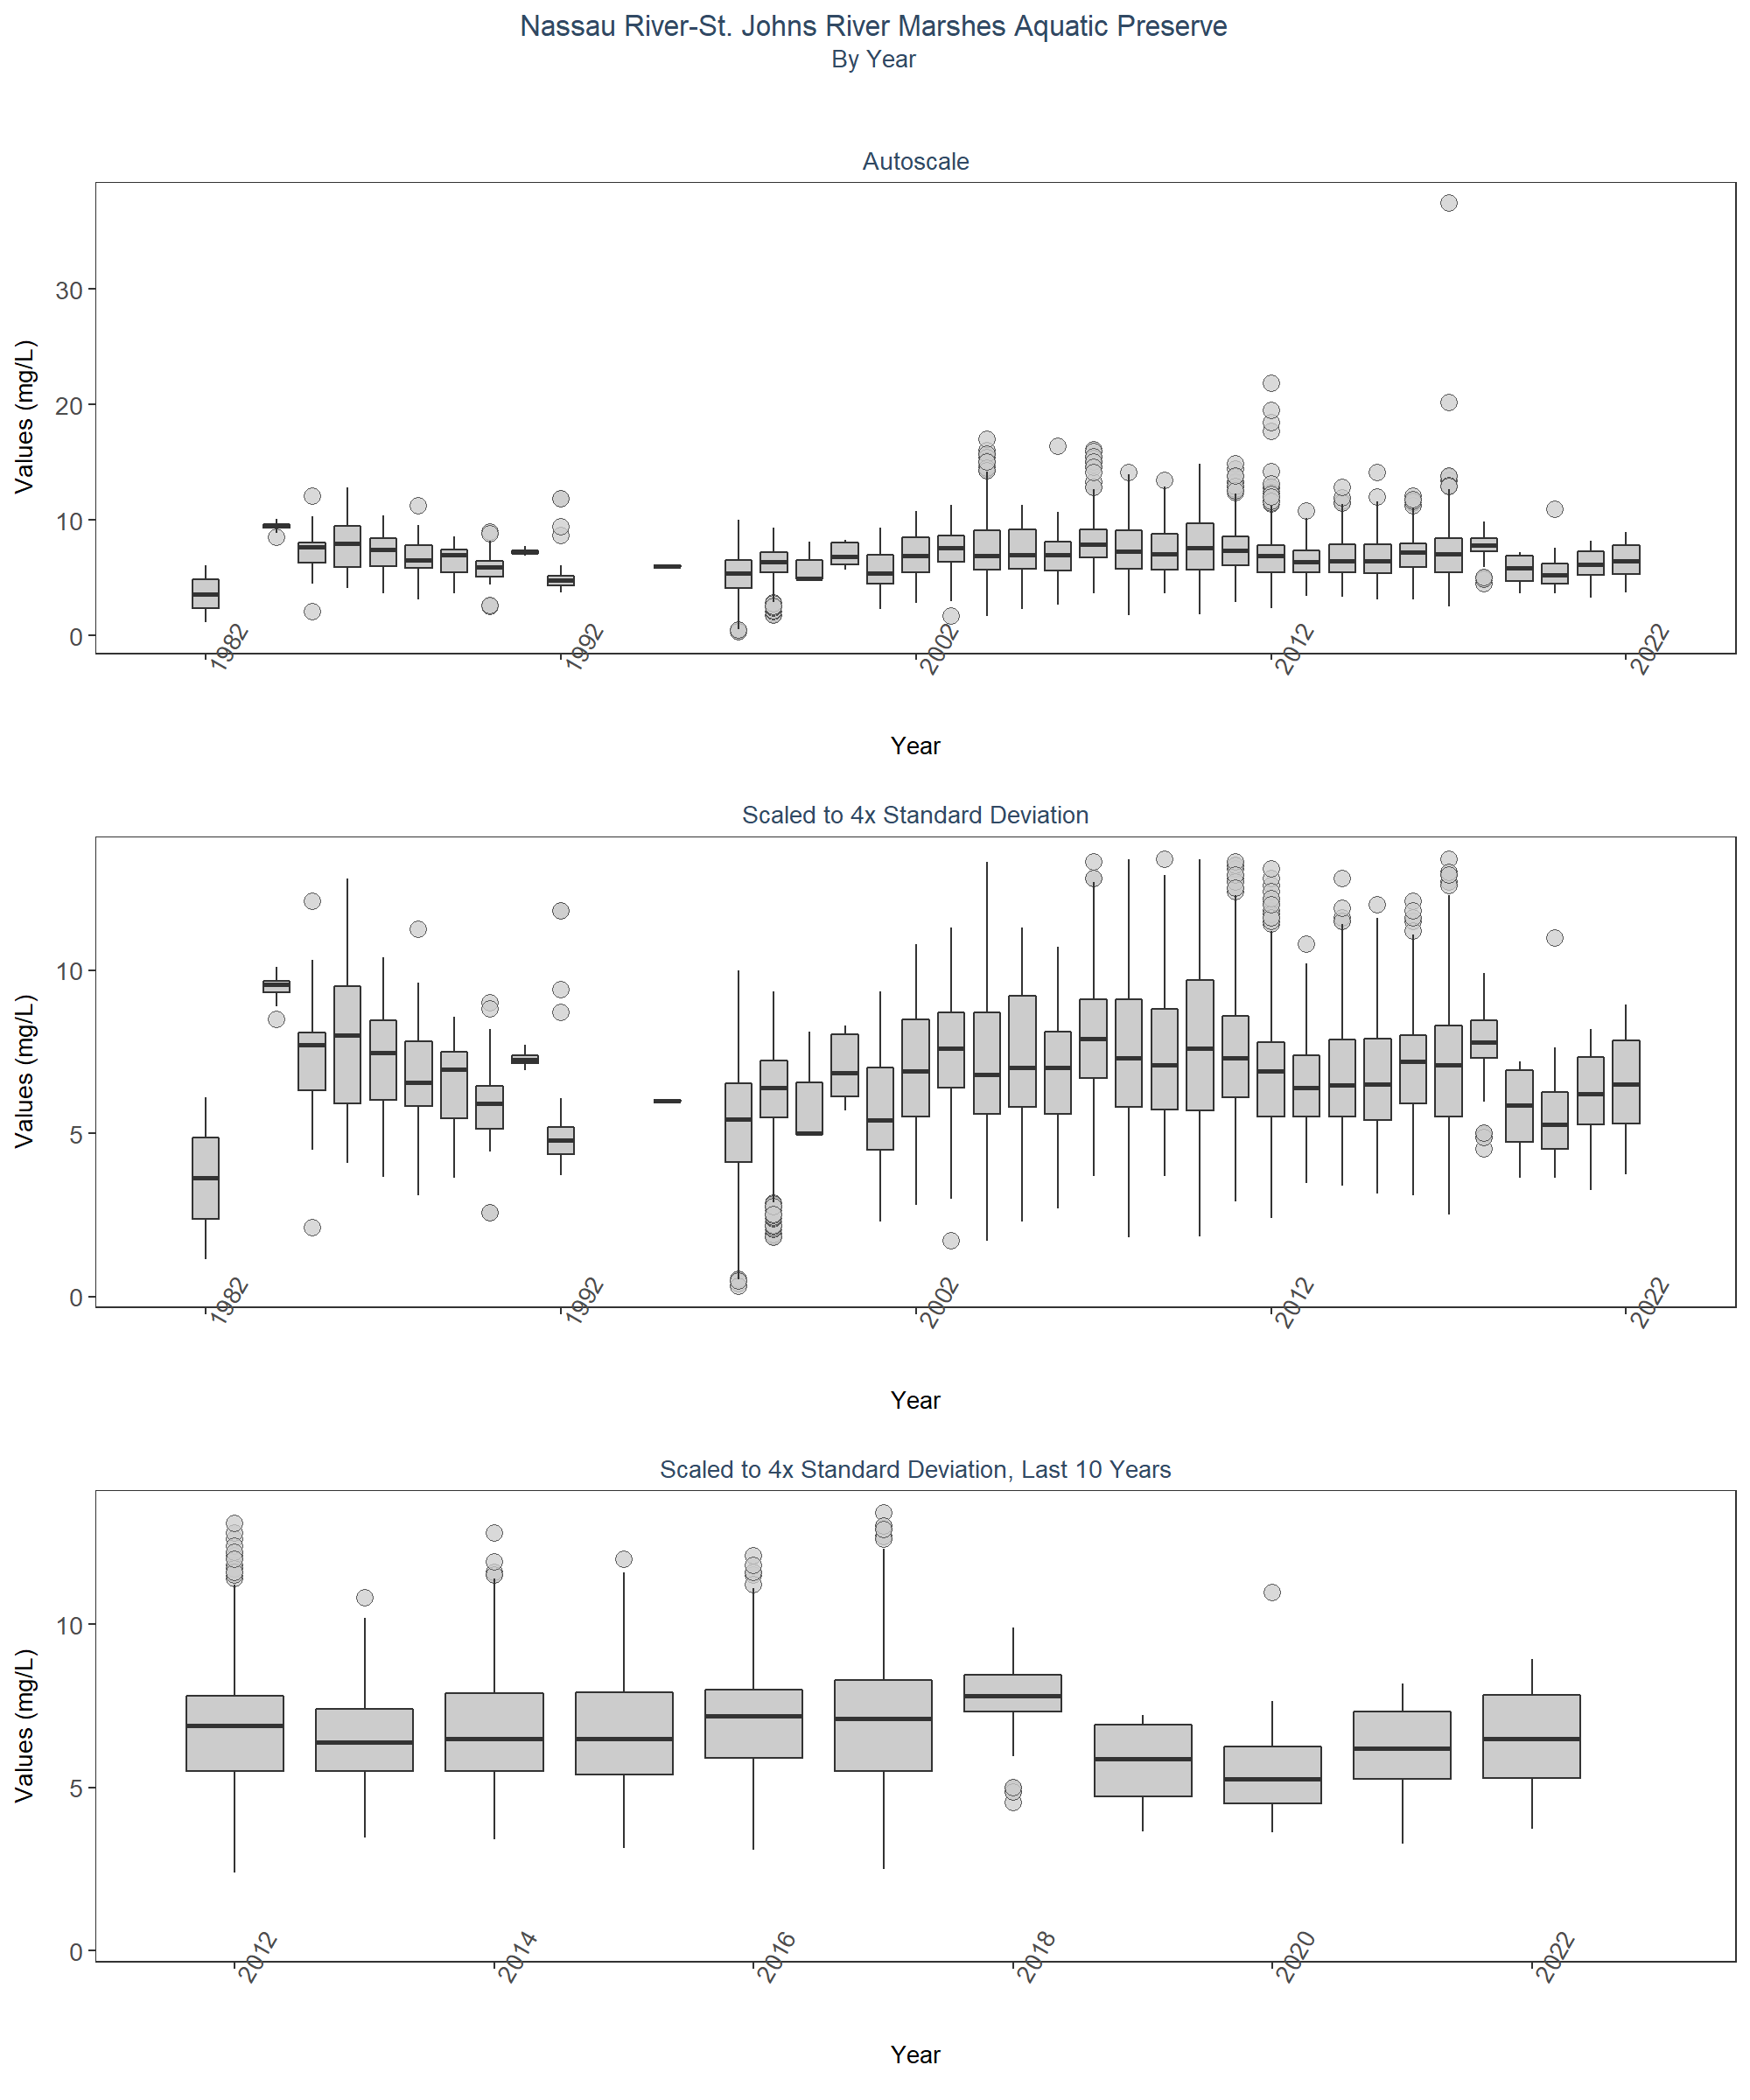 Nassau River-St. Johns River Marshes Aquatic Preserve
By Year
Autoscale
Values (mg/L)
30
20
10
0
1982
1992
2002
2012
2022
Year
Scaled to 4x Standard Deviation
Values (mg/L)
10
5
0
1982
1992
2002
2012
2022
Year
Scaled to 4x Standard Deviation, Last 10 Years
Values (mg/L)
10
5
0
2012
2014
2016
2018
2020
2022
Year